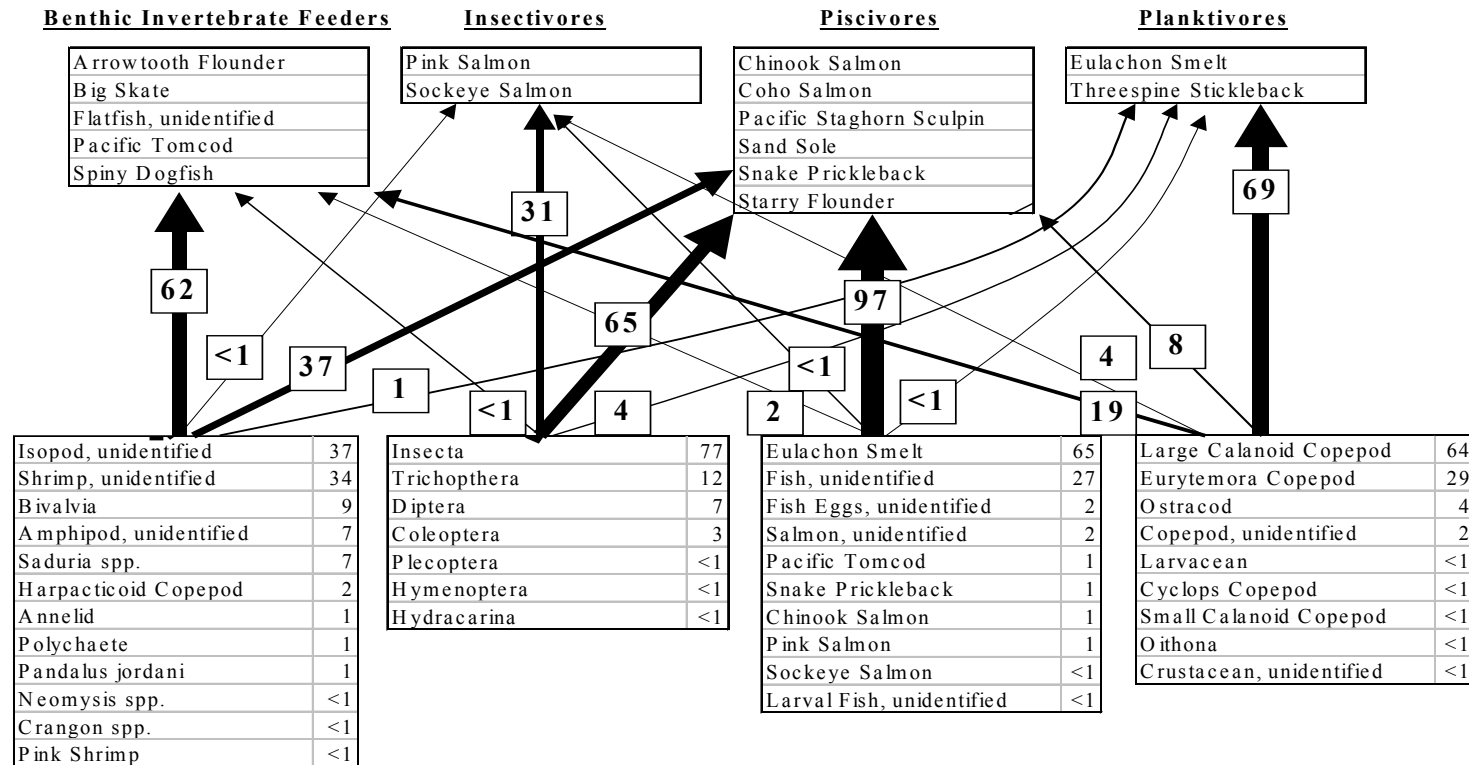 Benthic Invertebrate Feeders
Insectivores
Piscivores
Planktivores
Arrowtooth Flounder
Big Skate
Flatfish, unidentified
Pacific Tomcod
Spiny Dogfish
Pink Salmon
Sockeye Salmon
Chinook Salmon
Coho Salmon
Pacific Staghorn Sculpin
Sand Sole
Snake Prickleback
Starry Flounder
Eulachon Smelt
Threespine Stickleback
62
<1
37
1
31
<1
65
4
97
<1
2
<1
69
8
4
19
Isopod, unidentified 37
Shrimp, unidentified 34
Bivalvia 9
Amphipod, unidentified 7
Saduria spp. 7
Harpacticoid Copepod 2
Annelid 1
Polychaete 1
Pandalus jordani 1
Neomysis spp. <1
Crangon spp. <1
Pink Shrimp <1
Insecta 77
Trichopthera 12
Diptera 7
Coleoptera 3
Plecoptera <1
Hymenoptera <1
Hydracarina <1
Eulachon Smelt 65
Fish, unidentified 27
Fish Eggs, unidentified 2
Salmon, unidentified 2
Pacific Tomcod 1
Snake Prickleback 1
Chinook Salmon 1
Pink Salmon 1
Sockeye Salmon <1
Larval Fish, unidentified <1
Large Calanoid Copepod 64
Eurytemora Copepod 29
Ostracod 4
Copepod, unidentified 2
Larvacean <1
Cyclops Copepod <1
Small Calanoid Copepod <1
Oithona <1
Crustacean, unidentified <1